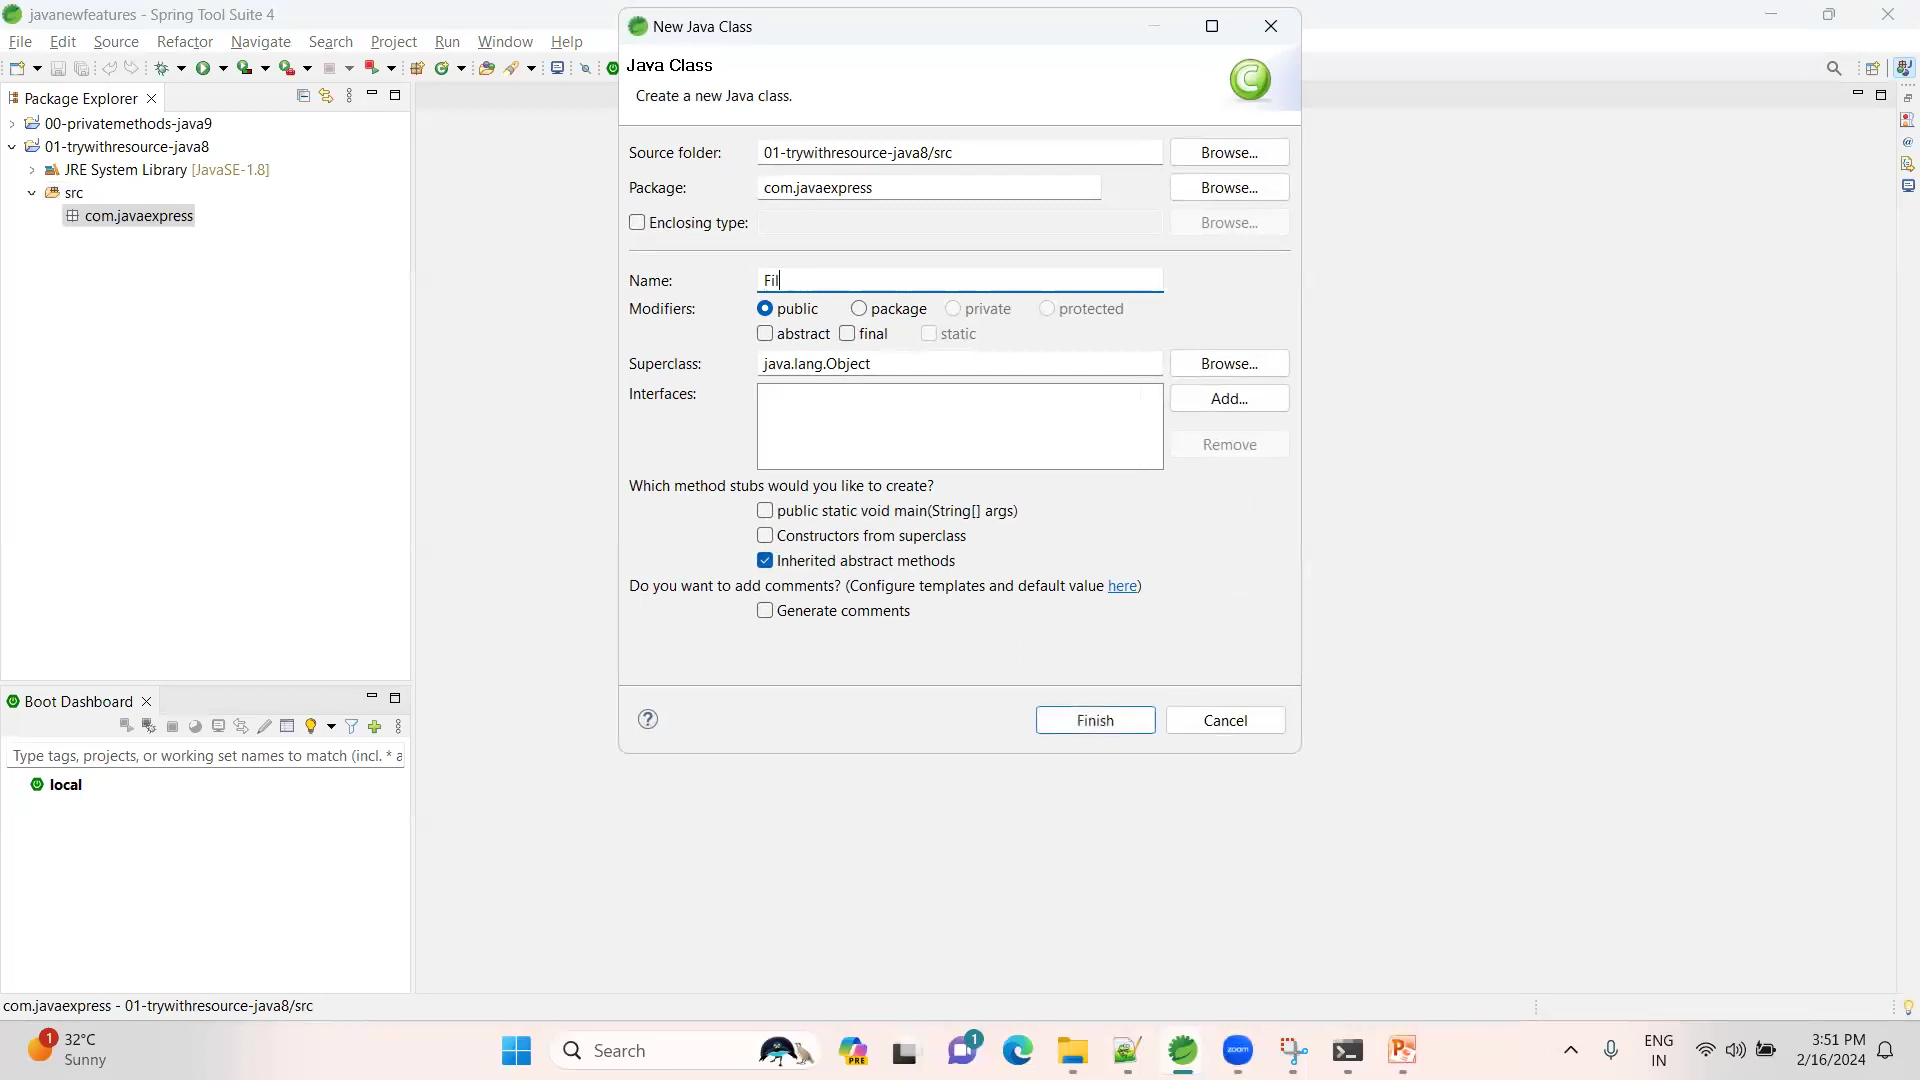 javanewfeatures - Spring Tool Suite 4
File Edit Source Refactor Navigate Search Project Run Window Help
Package Explorer
00-privatemethods-java9
01-trywithresource-java8
JRE System Library [JavaSE-1.8]
src
com.javaexpress
New Java Class
Java Class
Create a new Java class.
Source folder: 01-trywithresource-java8/src Browse...
Package: com.javaexpress Browse...
Enclosing type: Browse...
Name: Fil
Modifiers: public package private protected
abstract final static
Superclass: java.lang.Object Browse...
Interfaces: Add...
Remove
Which method stubs would you like to create?
public static void main(String[] args)
Constructors from superclass
Inherited abstract methods
Do you want to add comments? (Configure templates and default value here)
Generate comments
Finish Cancel
Boot Dashboard
Type tags, projects, or working set names to match (incl. * a
local
com.javaexpress - 01-trywithresource-java8/src
1 32°C
Sunny
Search
PRE
1
zoom
ENG
IN
3:51 PM
2/16/2024